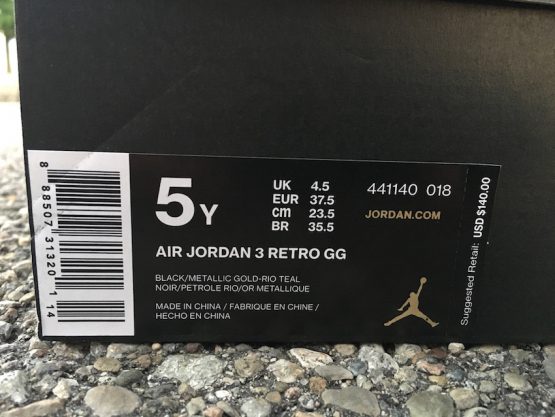 8 88507 31320 1 14
5Y
UK 4.5
EUR 37.5
cm 23.5
BR 35.5
441140 018
JORDAN.COM
AIR JORDAN 3 RETRO GG
BLACK/METALLIC GOLD-RIO TEAL
NOIR/PETROLE RIO/OR METALLIQUE
MADE IN CHINA / FABRIQUE EN CHINE /
HECHO EN CHINA
Suggested Retail: USD $140.00